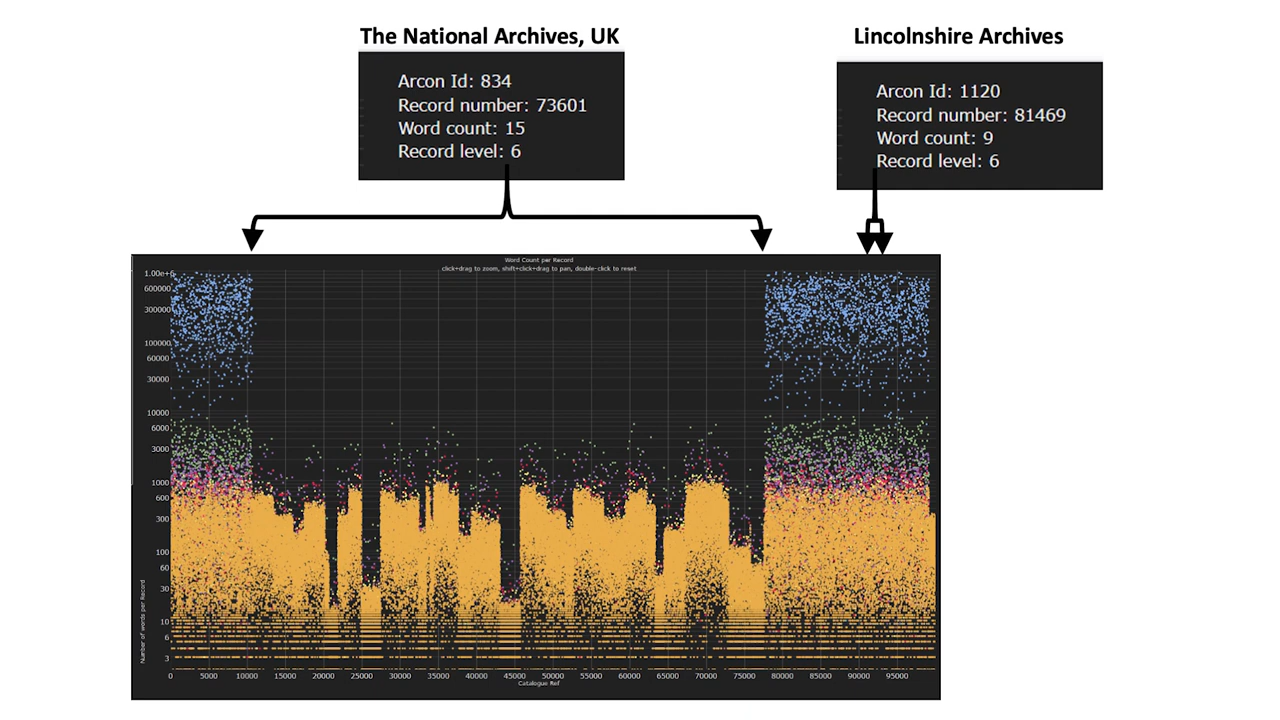 The National Archives, UK
Lincolnshire Archives
Arcon Id: 834
Record number: 73601
Word count: 15
Record level: 6
Arcon Id: 1120
Record number: 81469
Word count: 9
Record level: 6
Word Count per Record
click+drag to zoom, shift+click+drag to pan, double-click to reset
1.00e+6
600000
300000
100000
60000
30000
10000
6000
3000
1000
600
300
100
60
30
10
6
3
Number of words per Record
0 5000 10000 15000 20000 25000 30000 35000 40000 45000 50000 55000 60000 65000 70000 75000 80000 85000 90000 95000
Catalogue Ref